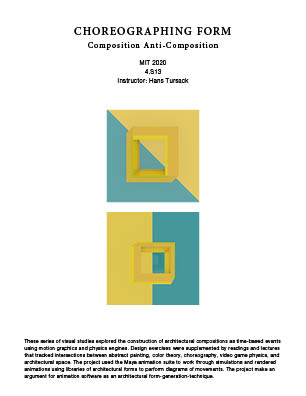 CHOREOGRAPHING FORM
Composition Anti-Composition
MIT 2020
4.S13
Instructor: Hans Tursack
These series of visual studies explored the construction of architectural compositions as time-based events
using motion graphics and physics engines. Design exercises were supplemented by readings and lectures
that tracked interactions between abstract painting, color theory, choreography, video game physics, and
architectural space. The project used the Maya animation suite to work through simulations and rendered
animations using libraries of architectural forms to perform diagrams of movements. The project make an
argument for animation software as an architectural form-generation-technique.